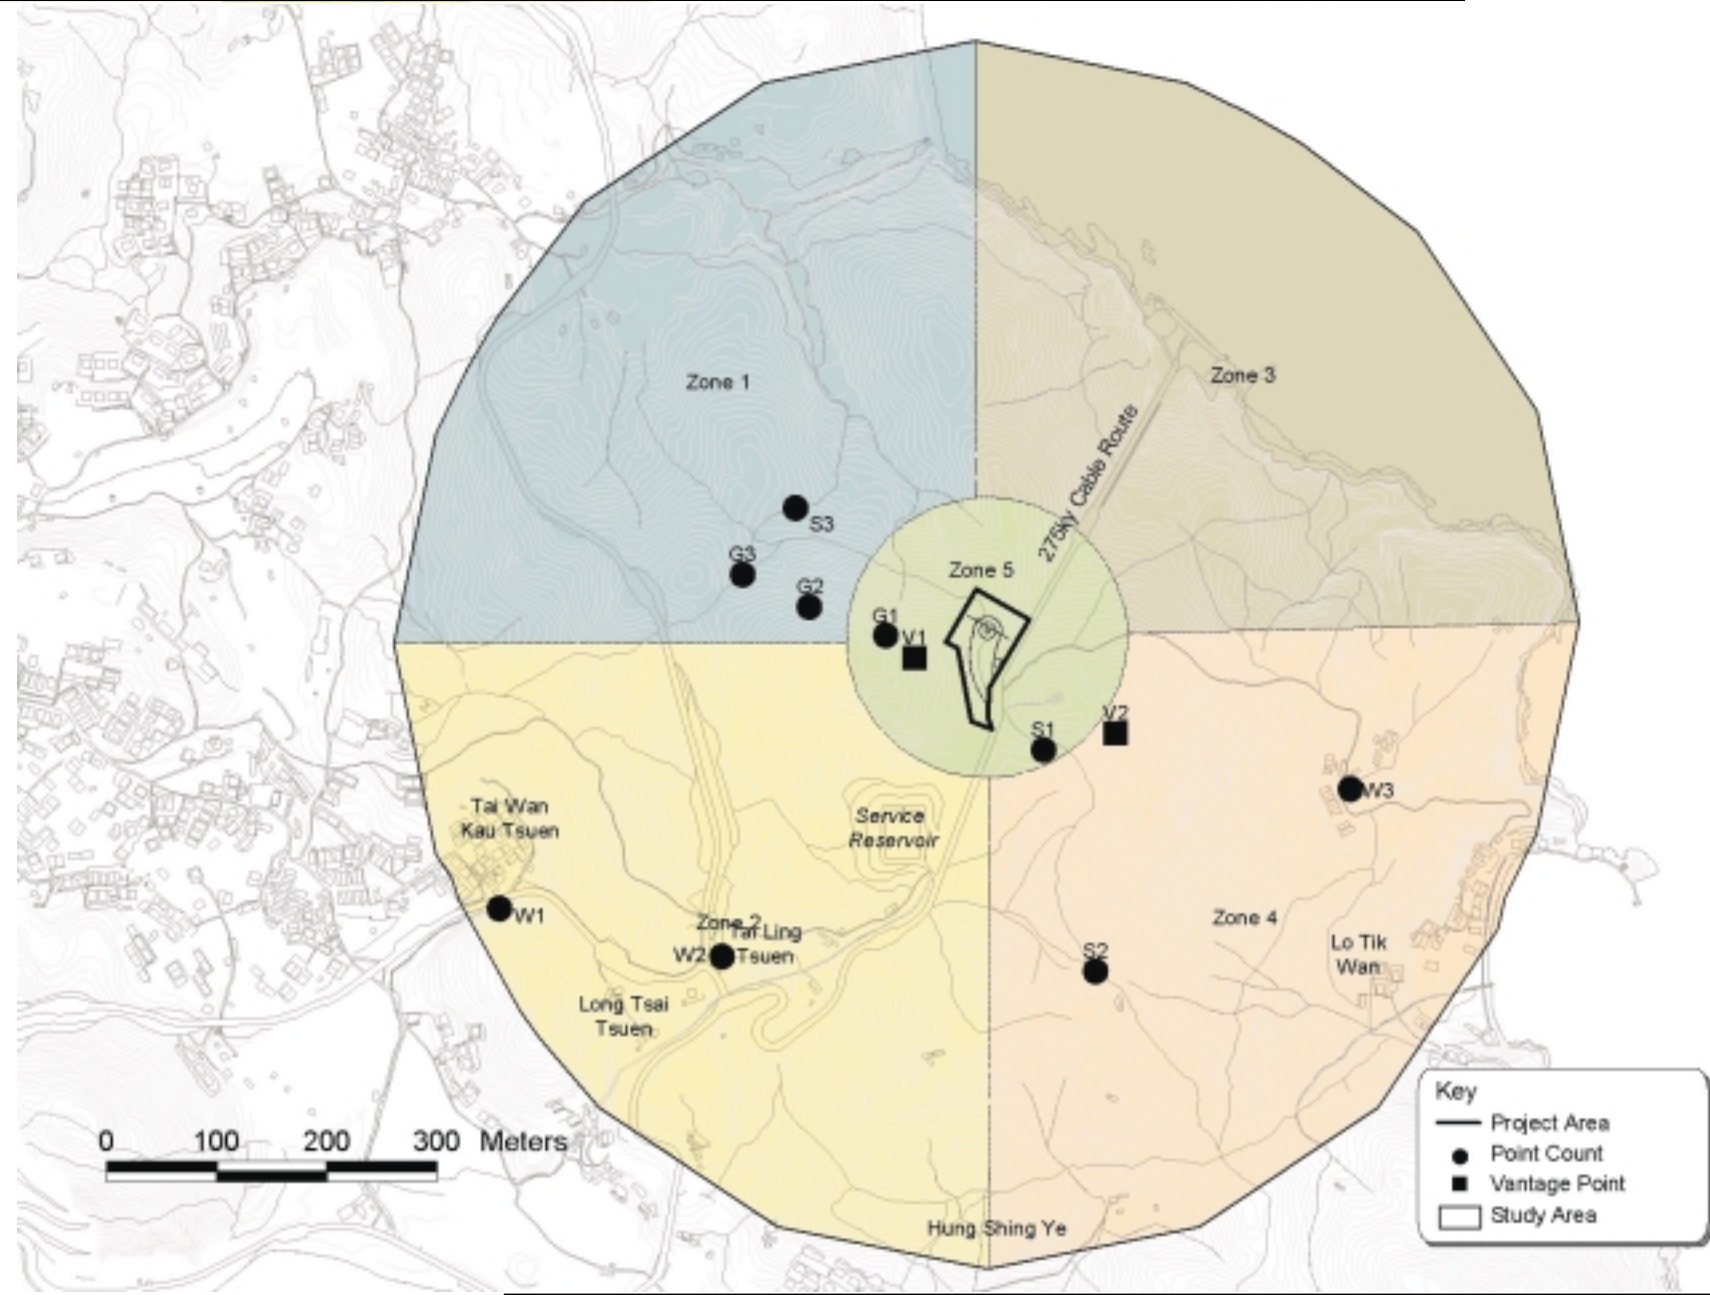 Zone 1
Zone 3
275kv Cable Route
S3
G3
G2
Zone 5
G1
V1
V2
S1
W3
Tai Wan
Kau Tsuen
Service
Reservoir
W1
Zone 2
Tai Ling
Tsuen
W2
Zone 4
S2
Lo Tik
Wan
Long Tsai
Tsuen
Hung Shing Ye
0 100 200 300 Meters
Key
Project Area
Point Count
Vantage Point
Study Area